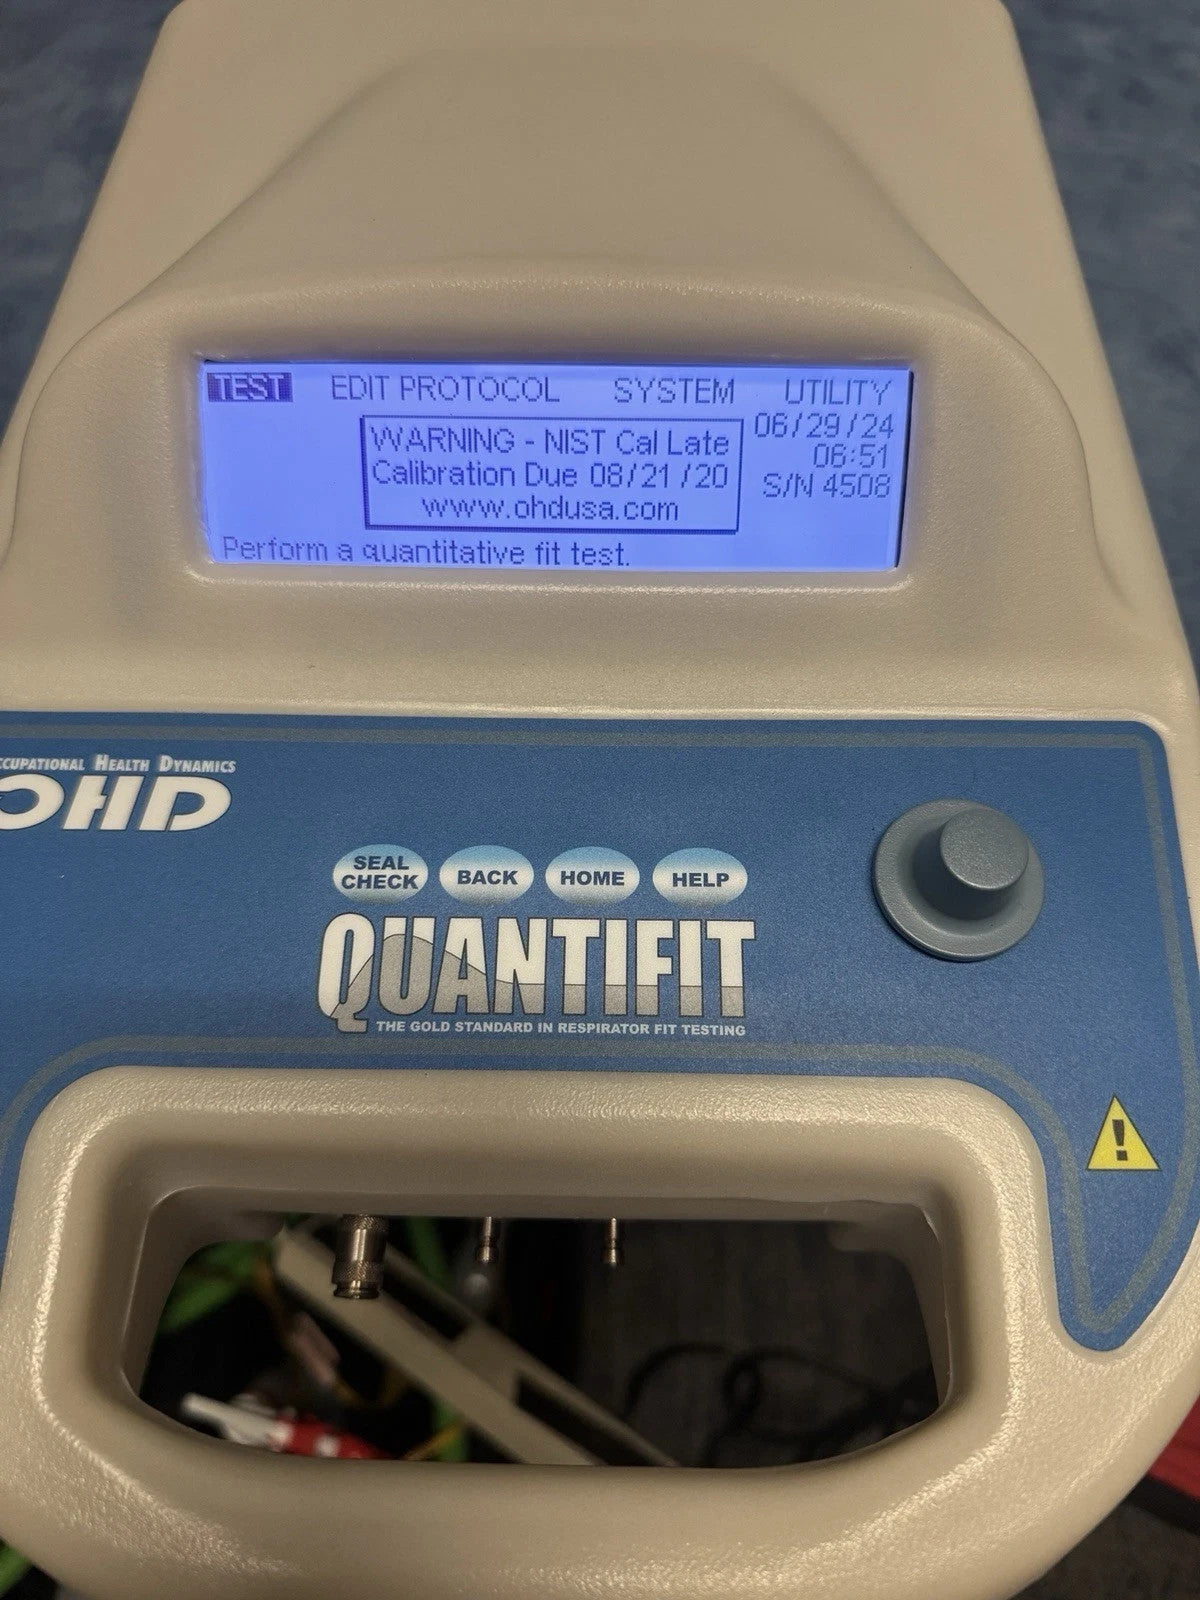 TEST EDIT PROTOCOL SYSTEM UTILITY
06/29/24
WARNING - NIST Cal Late
06:51
Calibration Due 08/21/20
S/N 4508
www.ohdusa.com
Perform a quantitative fit test.
CCUPATIONAL HEALTH DYNAMICS
OHD
SEAL CHECK BACK HOME HELP
QUANTIFIT
THE GOLD STANDARD IN RESPIRATOR FIT TESTING
!